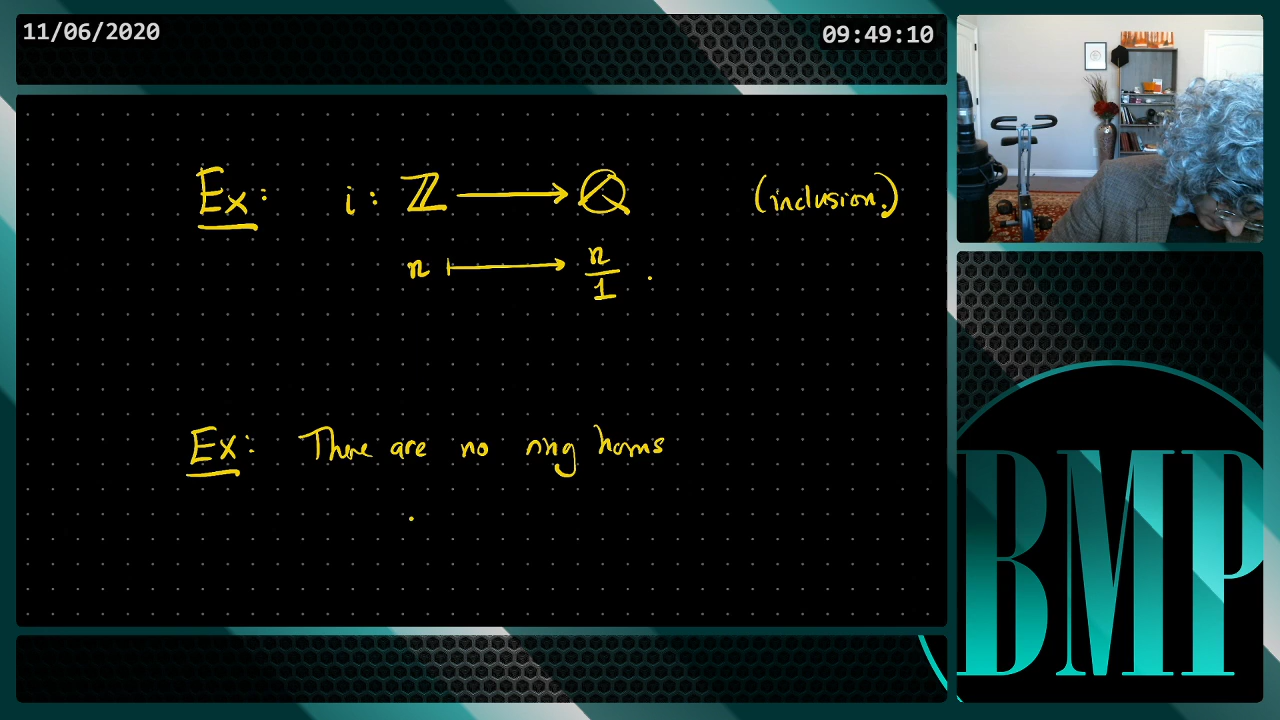 11/06/2020
09:49:10
Ex: i: ℤ ⟶ ℚ (inclusion.)
n ⟼ n/1 .
Ex: There are no ring homs
BMP